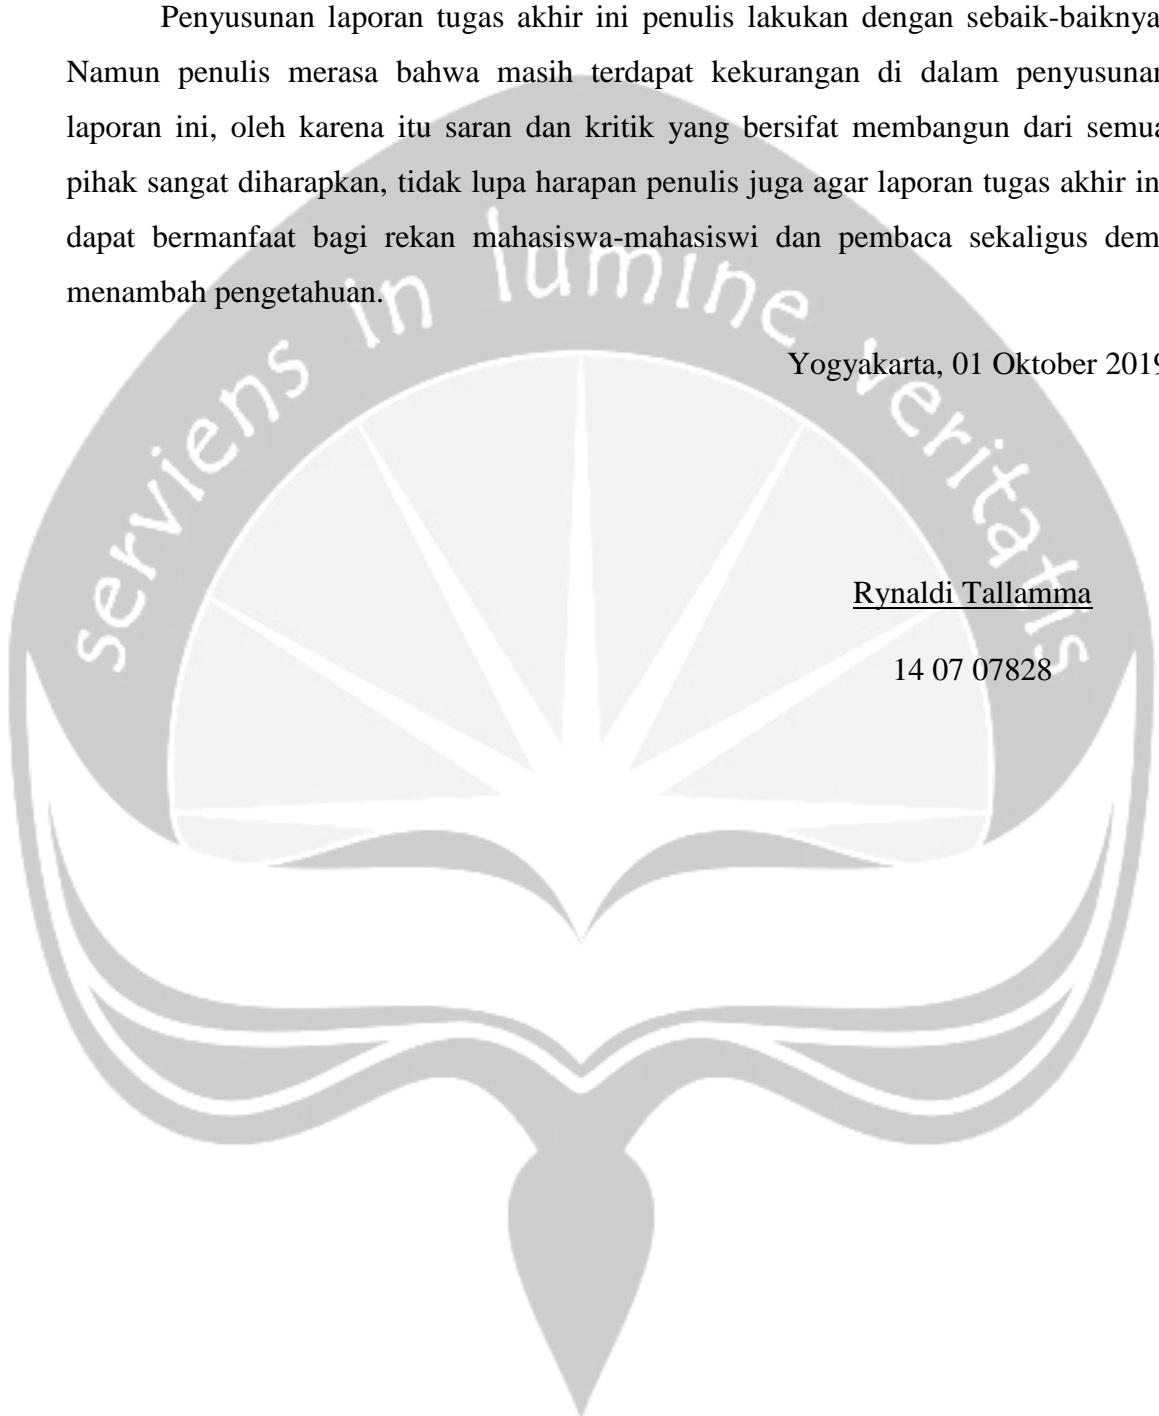 Penyusunan laporan tugas akhir ini penulis lakukan dengan sebaik-baiknya
Namun penulis merasa bahwa masih terdapat kekurangan di dalam penyusunan
laporan ini, oleh karena itu saran dan kritik yang bersifat membangun dari semua
pihak sangat diharapkan, tidak lupa harapan penulis juga agar laporan tugas akhir in
dapat bermanfaat bagi rekan mahasiswa-mahasiswi dan pembaca sekaligus dem
menambah pengetahuan.
serviens in lumine veritatis
Yogyakarta, 01 Oktober 2019
Rynaldi Tallamma
14 07 07828